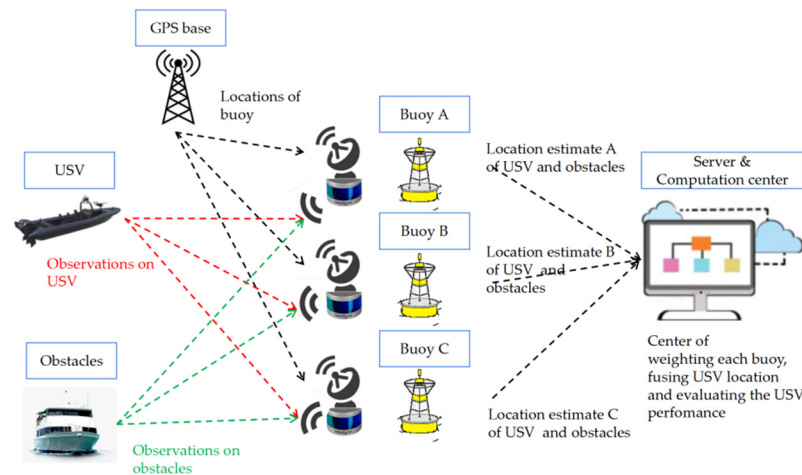 GPS base
Locations of
buoy
USV
Observations on
USV
Obstacles
Observations on
obstacles
Buoy A
Buoy B
Buoy C
Location estimate A
of USV and obstacles
Location estimate B
of USV and
obstacles
Location estimate C
of USV and obstacles
Server &
Computation center
Center of
weighting each buoy,
fusing USV location
and evaluating the USV
perfomance